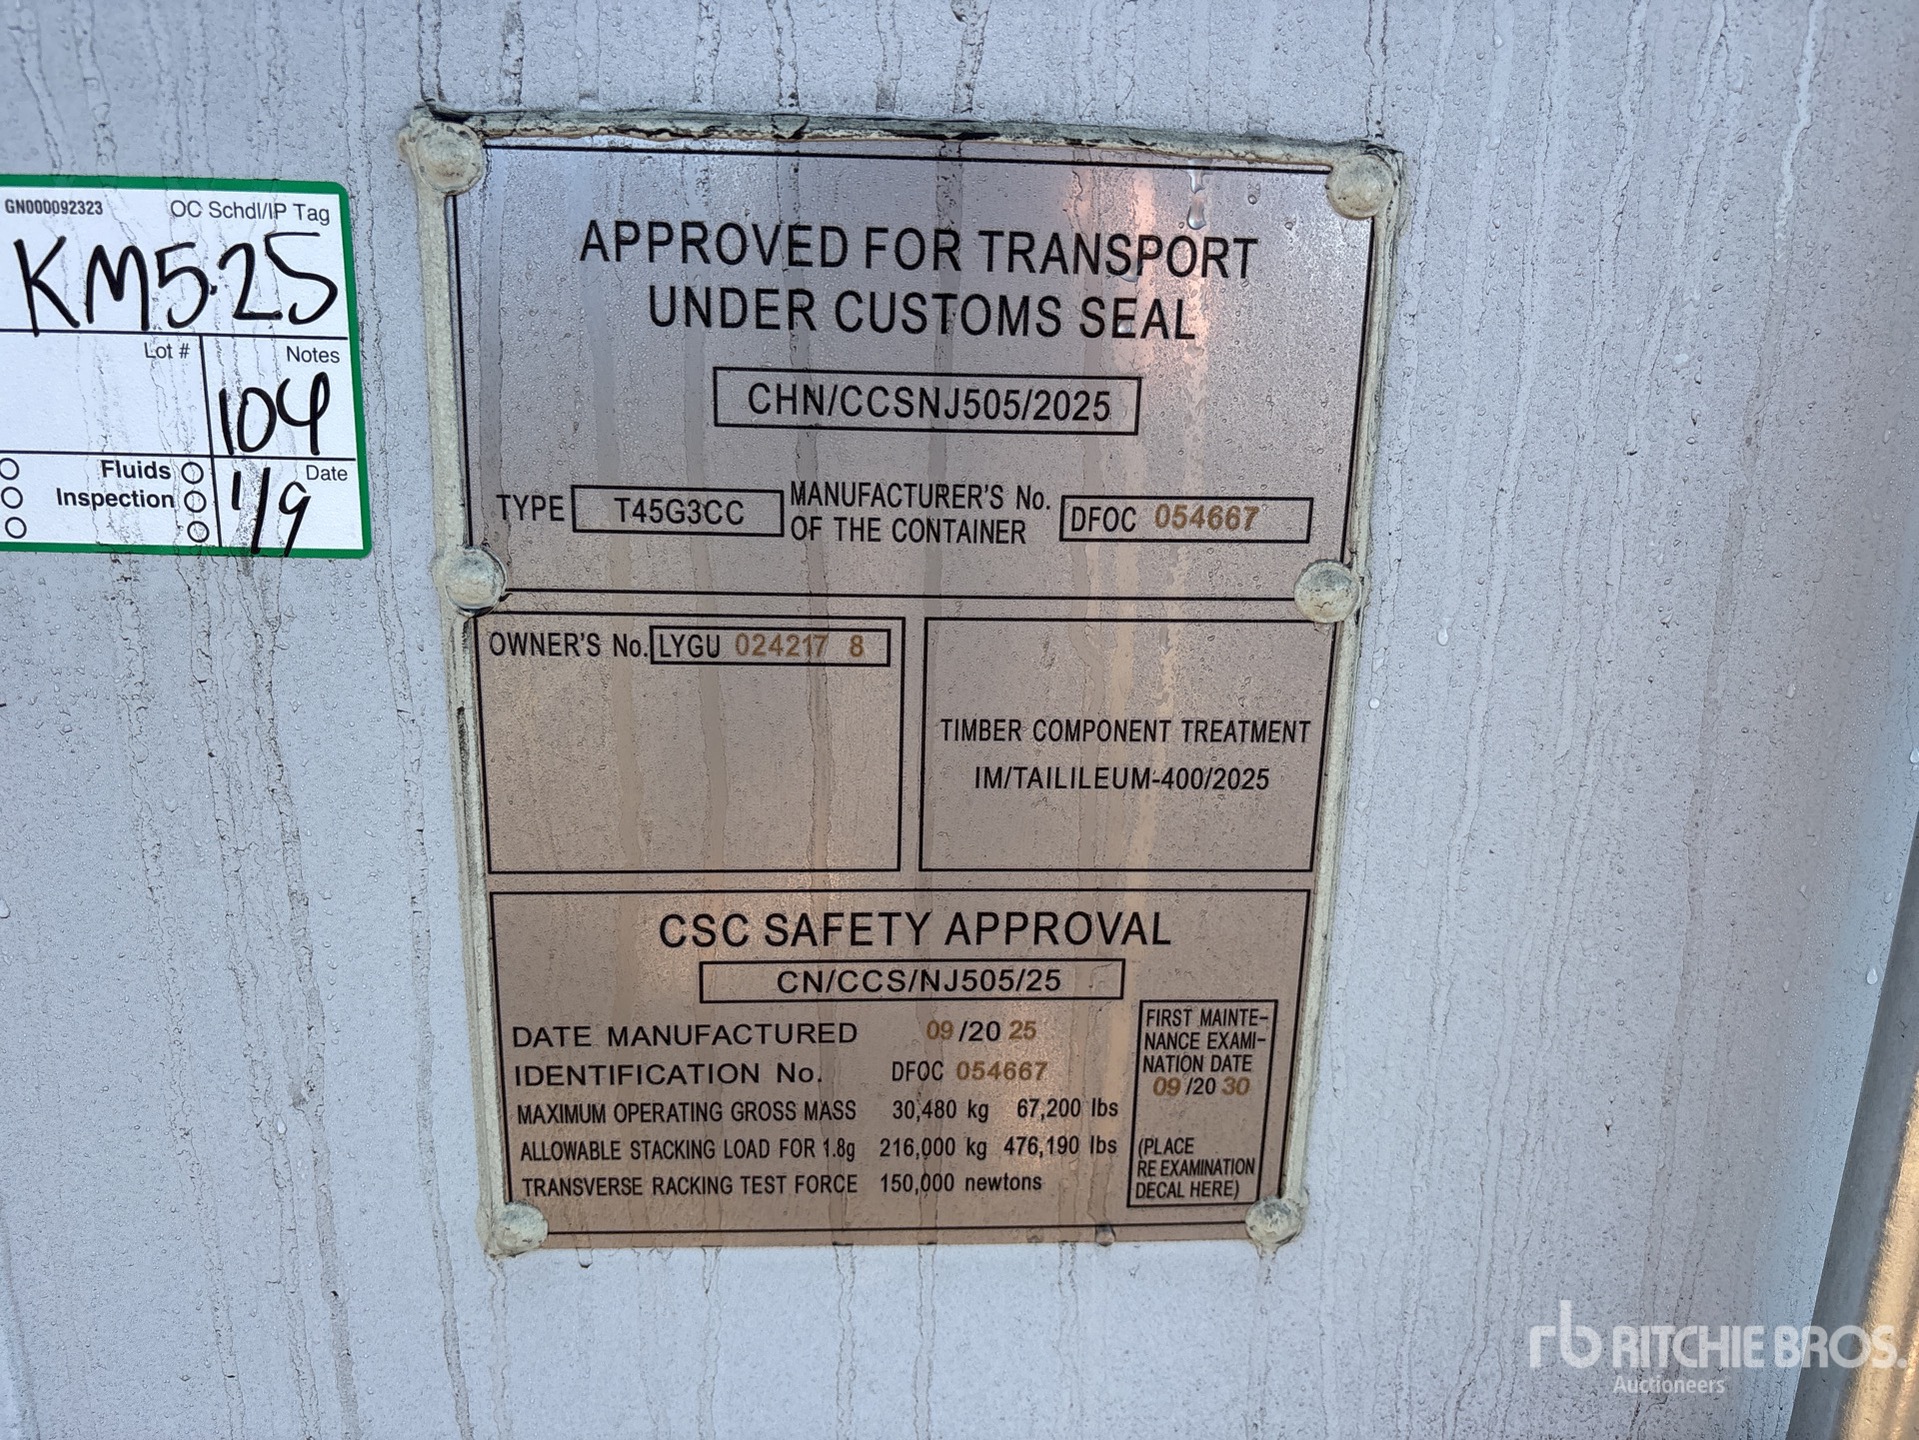 GN000092323 OC Schdl/IP Tag
KM525
Lot # Notes
104
Fluids Date
Inspection 1/9
APPROVED FOR TRANSPORT
UNDER CUSTOMS SEAL
CHN/CCSNJ505/2025
TYPE T45G3CC MANUFACTURER'S No.
OF THE CONTAINER DFOC 054667
OWNER'S No. LYGU 024217 8
TIMBER COMPONENT TREATMENT
IM/TAILILEUM-400/2025
CSC SAFETY APPROVAL
CN/CCS/NJ505/25
DATE MANUFACTURED 09/2025
IDENTIFICATION No. DFOC 054667
MAXIMUM OPERATING GROSS MASS 30,480 kg 67,200 lbs
ALLOWABLE STACKING LOAD FOR 1.8g 216,000 kg 476,190 lbs
TRANSVERSE RACKING TEST FORCE 150,000 newtons
FIRST MAINTE-
NANCE EXAMI-
NATION DATE
09/2030
(PLACE
RE EXAMINATION
DECAL HERE)
rb RITCHIE BROS.
Auctioneers